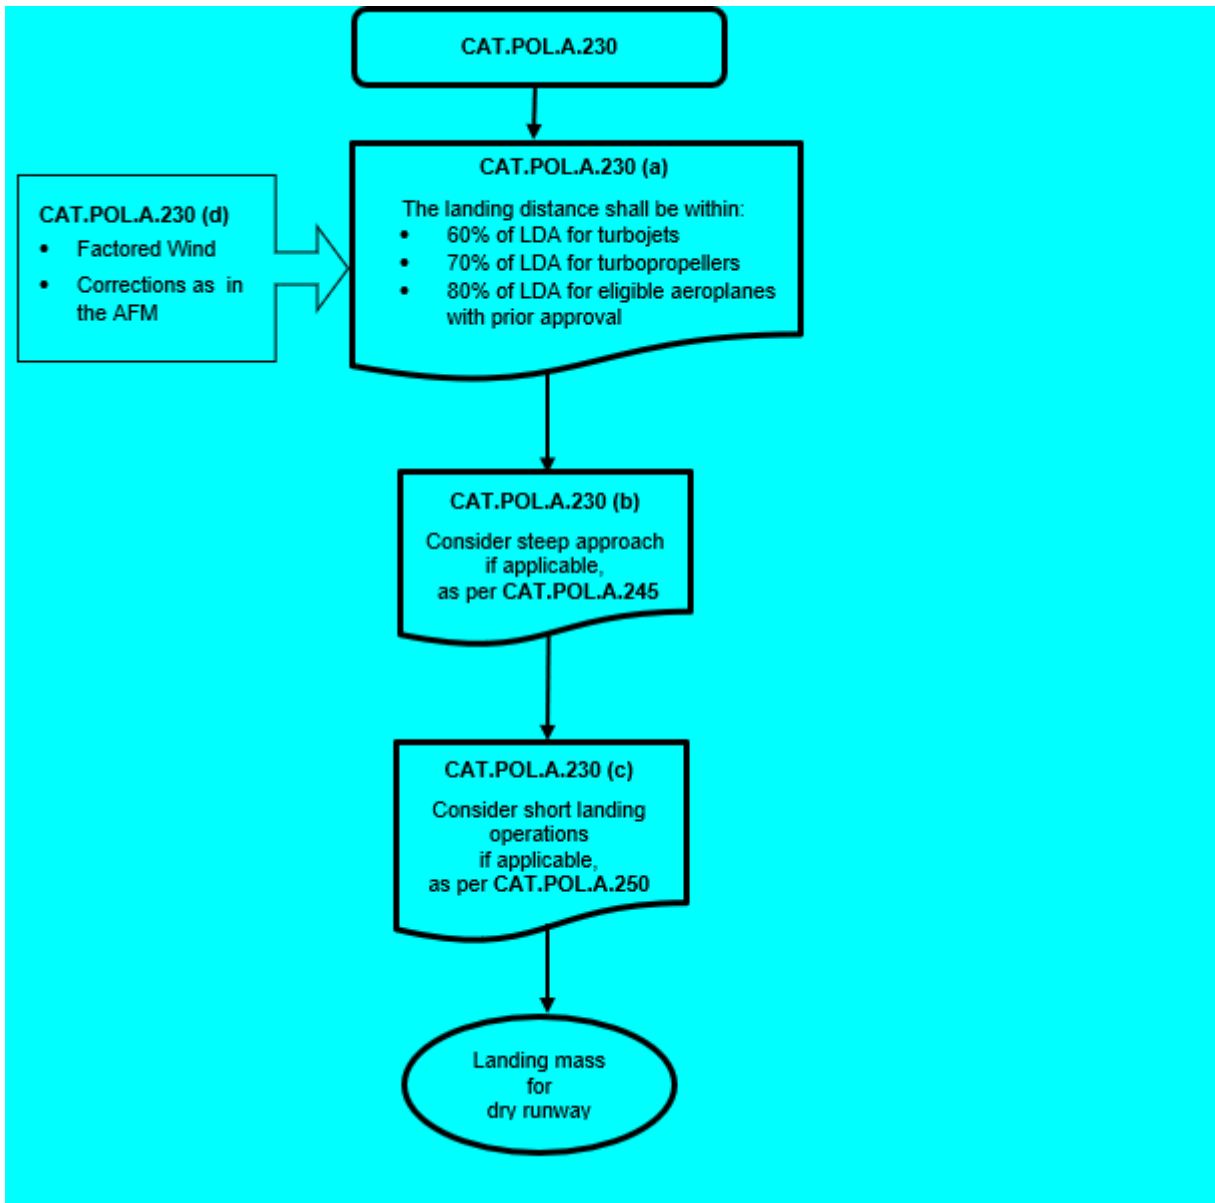 CAT.POL.A.230
CAT.POL.A.230 (a)
The landing distance shall be within:
• 60% of LDA for turbojets
• 70% of LDA for turbopropellers
• 80% of LDA for eligible aeroplanes
with prior approval
CAT.POL.A.230 (d)
• Factored Wind
• Corrections as in
the AFM
CAT.POL.A.230 (b)
Consider steep approach
if applicable,
as per CAT.POL.A.245
CAT.POL.A.230 (c)
Consider short landing
operations
if applicable,
as per CAT.POL.A.250
Landing mass
for
dry runway